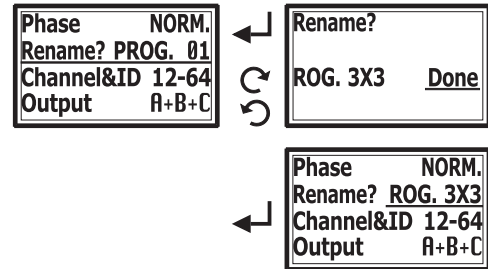 Phase NORM.
Rename? PROG. 01
Channel&ID 12-64
Output A+B+C
Rename?
ROG. 3X3 Done
Phase NORM.
Rename? ROG. 3X3
Channel&ID 12-64
Output A+B+C